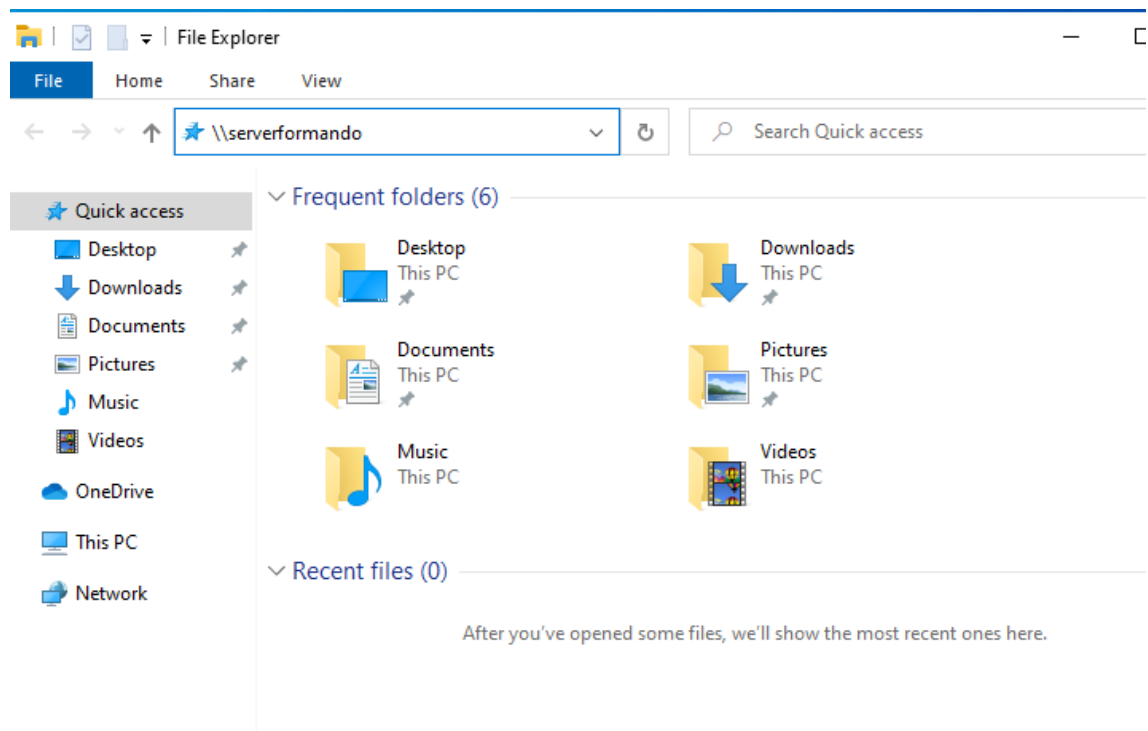 File Explorer
File Home Share View
\\serverformando
Search Quick access
Quick access
Desktop
Downloads
Documents
Pictures
Music
Videos
OneDrive
This PC
Network
Frequent folders (6)
Desktop
This PC
Downloads
This PC
Documents
This PC
Pictures
This PC
Music
This PC
Videos
This PC
Recent files (0)
After you've opened some files, we'll show the most recent ones here.